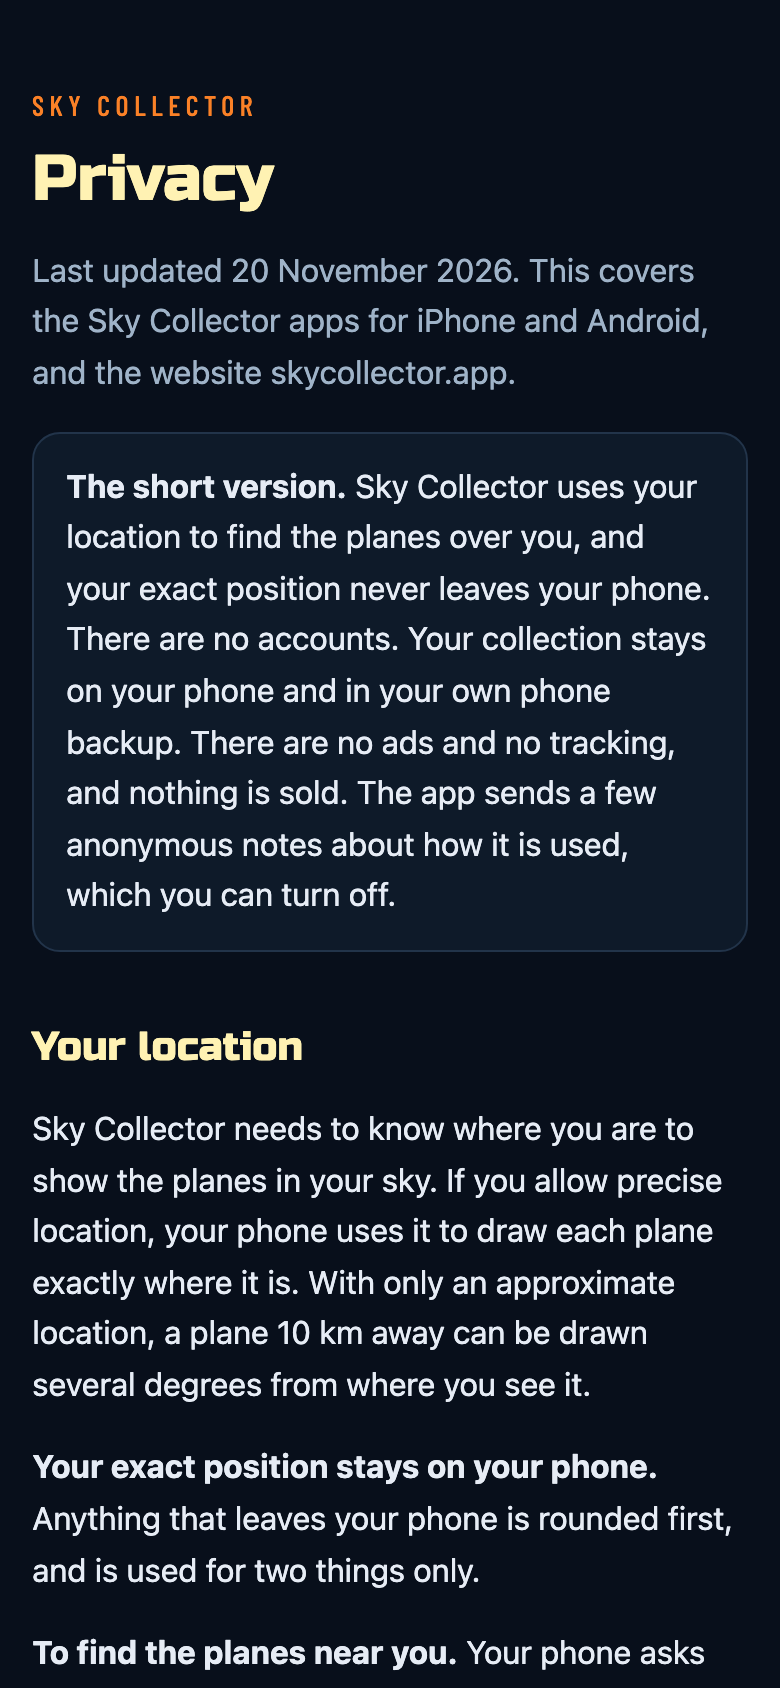 SKY COLLECTOR
Privacy
Last updated 20 November 2026. This covers
the Sky Collector apps for iPhone and Android,
and the website skycollector.app.
The short version. Sky Collector uses your
location to find the planes over you, and
your exact position never leaves your phone.
There are no accounts. Your collection stays
on your phone and in your own phone
backup. There are no ads and no tracking,
and nothing is sold. The app sends a few
anonymous notes about how it is used,
which you can turn off.
Your location
Sky Collector needs to know where you are to
show the planes in your sky. If you allow precise
location, your phone uses it to draw each plane
exactly where it is. With only an approximate
location, a plane 10 km away can be drawn
several degrees from where you see it.
Your exact position stays on your phone.
Anything that leaves your phone is rounded first,
and is used for two things only.
To find the planes near you. Your phone asks